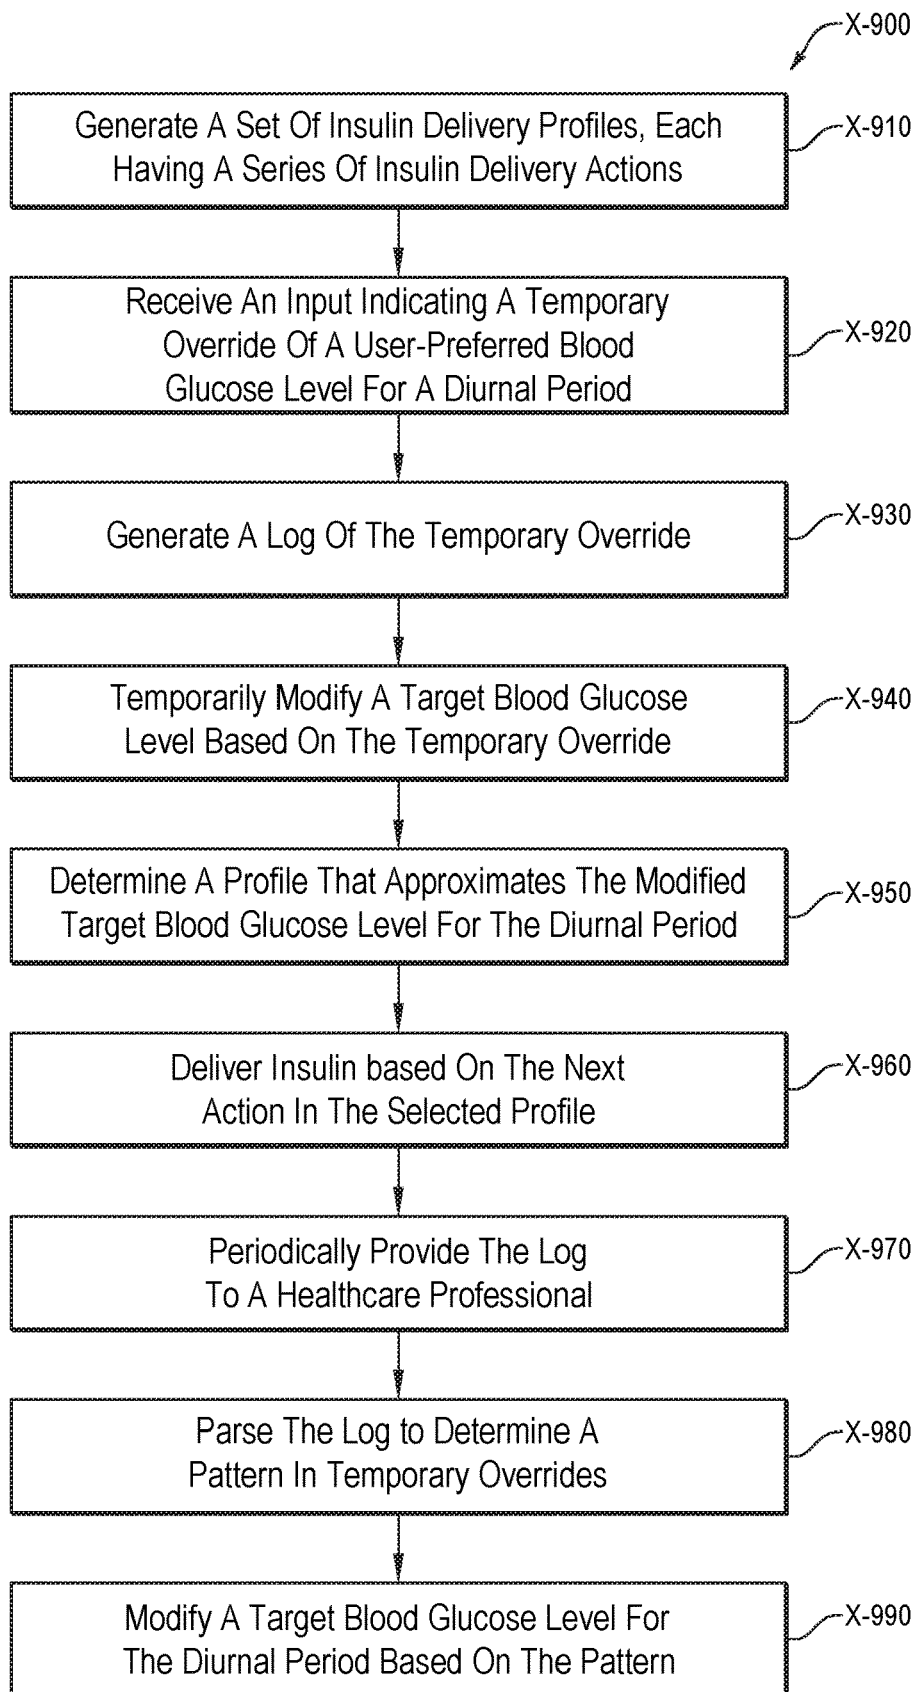 X-900
Generate A Set Of Insulin Delivery Profiles, Each
Having A Series Of Insulin Delivery Actions
X-910
Receive An Input Indicating A Temporary
Override Of A User-Preferred Blood
Glucose Level For A Diurnal Period
X-920
Generate A Log Of The Temporary Override
X-930
Temporarily Modify A Target Blood Glucose
Level Based On The Temporary Override
X-940
Determine A Profile That Approximates The Modified
Target Blood Glucose Level For The Diurnal Period
X-950
Deliver Insulin based On The Next
Action In The Selected Profile
X-960
Periodically Provide The Log
To A Healthcare Professional
X-970
Parse The Log to Determine A
Pattern In Temporary Overrides
X-980
Modify A Target Blood Glucose Level For
The Diurnal Period Based On The Pattern
X-990